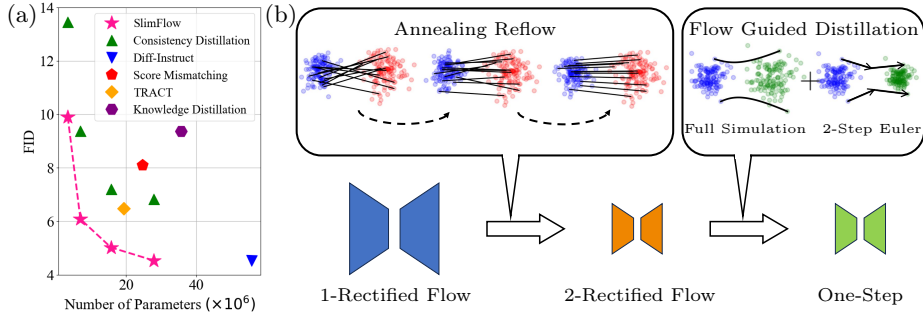 (a)
14
12
10
8
6
4
FID
20
40
Number of Parameters (×10⁶)
SlimFlow
Consistency Distillation
Diff-Instruct
Score Mismatching
TRACT
Knowledge Distillation
(b)
Annealing Reflow
Flow Guided Distillation
+
Full Simulation
2-Step Euler
1-Rectified Flow
2-Rectified Flow
One-Step